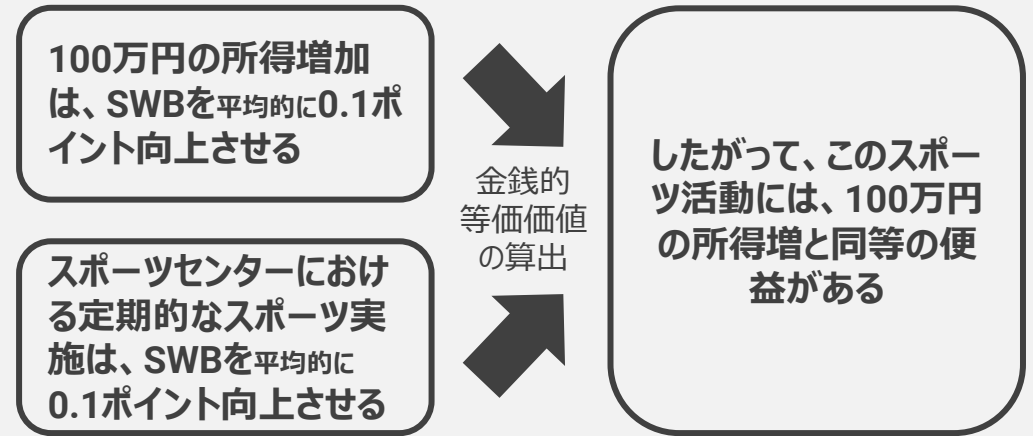 100万円の所得増加
は、SWBを平均的に0.1ポ
イント向上させる
スポーツセンターにおけ
る定期的なスポーツ実
施は、SWBを平均的に
0.1ポイント向上させる
金銭的
等価価値
の算出
したがって、このスポー
ツ活動には、100万円
の所得増と同等の便
益がある